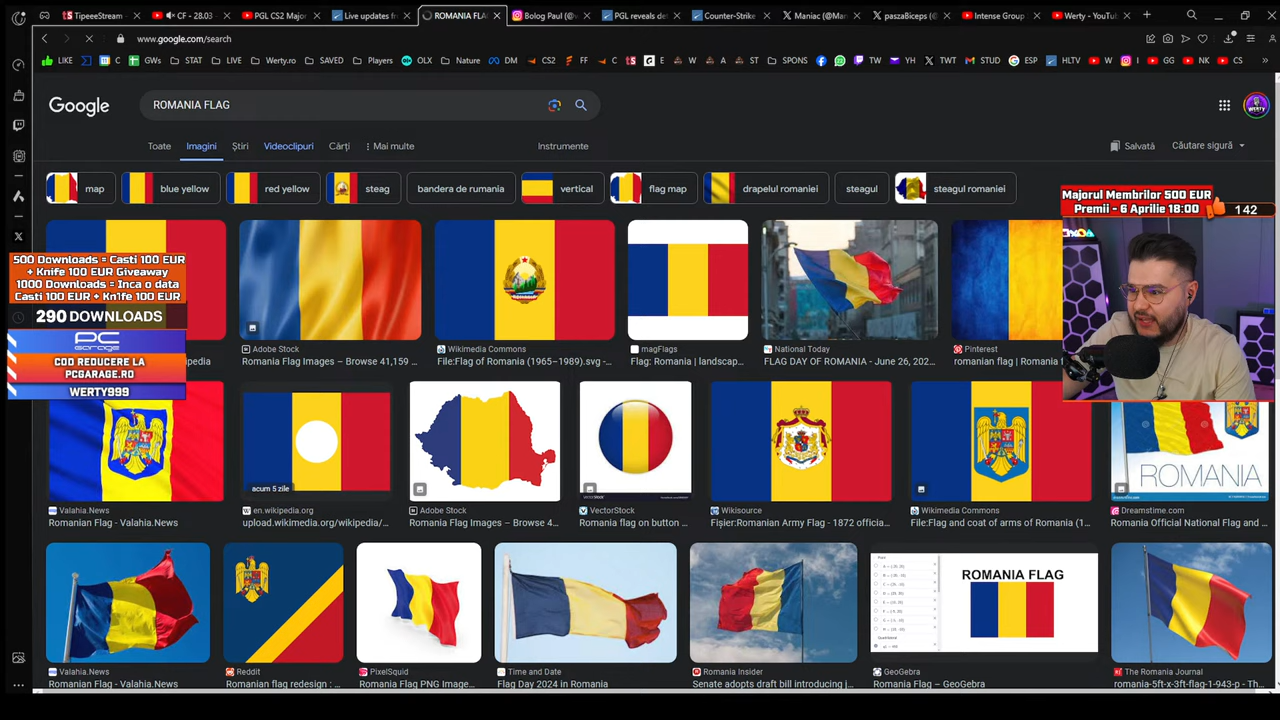 TipeeeStream -
CF - 28.03
PGL CS2 Major
Live updates fr
ROMANIA FLAG
Bolog Paul (@
PGL reveals det
Counter-Strike
Maniac (@Man
paszaBiceps (@
Intense Group
Werty - YouTub
www.google.com/search
LIKE
C
GWs
STAT
LIVE
Werty.ro
SAVED
Players
OLX
Nature
DM
CS2
FF
C
E
W
A
ST
SPONS
TW
YH
TWT
STUD
ESP
HLTV
W
I
GG
NK
CS
Google
ROMANIA FLAG
Toate
Imagini
Știri
Videoclipuri
Cărți
Mai multe
Instrumente
Salvată
Căutare sigură
map
blue yellow
red yellow
steag
bandera de rumania
vertical
flag map
drapelul romaniei
steagul
steagul romaniei
Majorul Membrilor 500 EUR
Premii - 6 Aprilie 18:00
142
500 Downloads = Casti 100 EUR
+ Knife 100 EUR Giveaway
1000 Downloads = Inca o data
Casti 100 EUR + Kn1fe 100 EUR
290 DOWNLOADS
PC
Garage
COD REDUCERE LA
PCGARAGE.RO
WERTY999
Adobe Stock
Romania Flag Images – Browse 41,159 ...
Wikimedia Commons
File:Flag of Romania (1965–1989).svg -...
magFlags
Flag: Romania | landscap...
National Today
FLAG DAY OF ROMANIA - June 26, 202...
Pinterest
romanian flag | Romania
Valahia.News
Romanian Flag - Valahia.News
acum 5 zile
en.wikipedia.org
upload.wikimedia.org/wikipedia/...
Adobe Stock
Romania Flag Images – Browse 4...
VectorStock
Romania flag on button ...
Wikisource
Fișier:Romanian Army Flag - 1872 officia...
Wikimedia Commons
File:Flag and coat of arms of Romania (1...
ROMANIA
Dreamstime.com
Romania Official National Flag and ...
Valahia.News
Romanian Flag - Valahia.News
Reddit
Romanian flag redesign : ...
PixelSquid
Romania Flag PNG Image...
Time and Date
Flag Day 2024 in Romania
Romania Insider
Senate adopts draft bill introducing j...
ROMANIA FLAG
GeoGebra
Romania Flag – GeoGebra
The Romania Journal
romania-5ft-x-3ft-flag-1-943-p - Th...